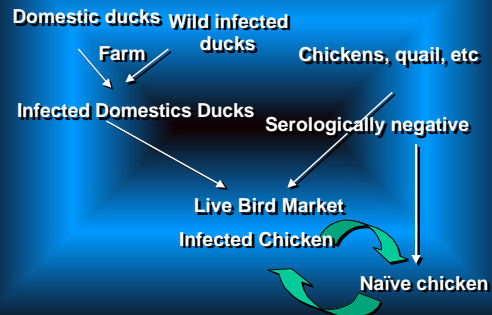 Domestic ducks
Wild infected
ducks
Farm
Chickens, quail, etc
Infected Domestics Ducks
Serologically negative
Live Bird Market
Infected Chicken
Naïve chicken